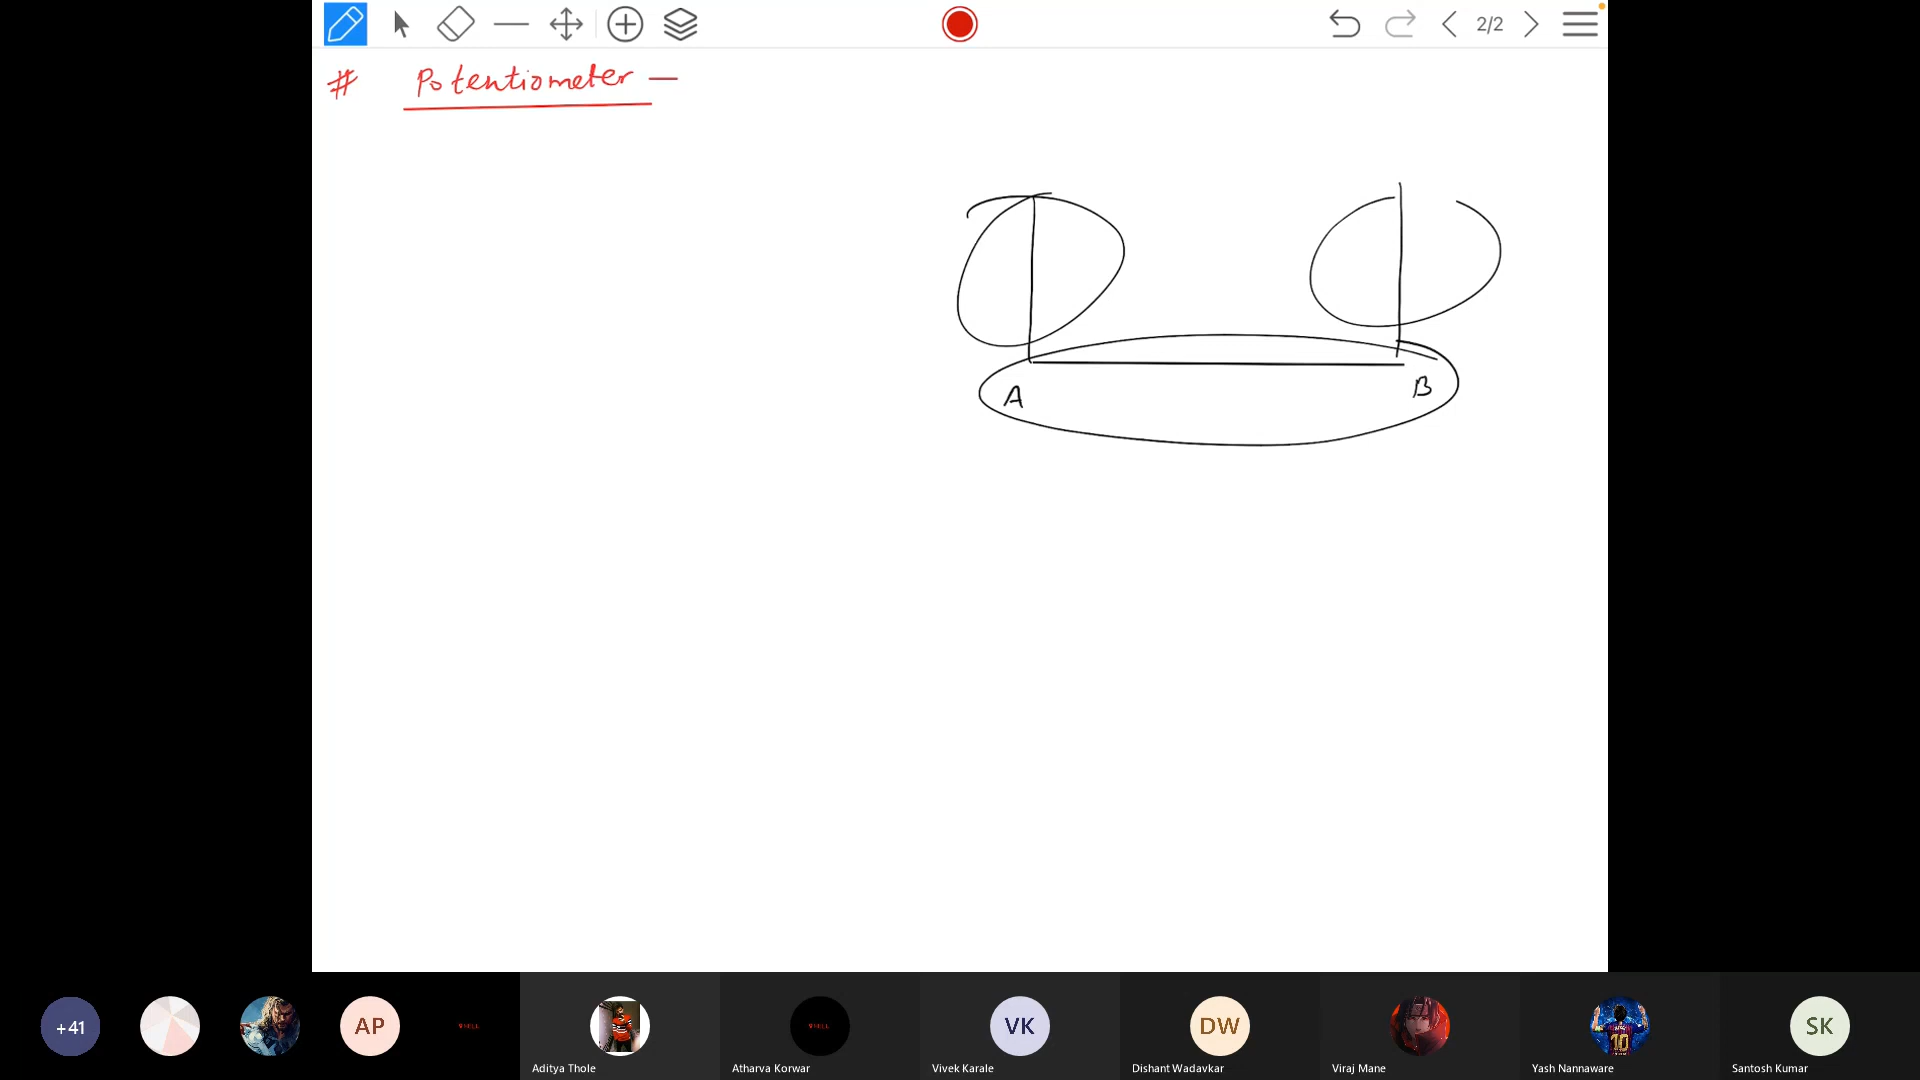 2/2
# Potentiometer —
A
B
+41
AP
VK
DW
10
SK
Aditya Thole
Atharva Korwar
Vivek Karale
Dishant Wadavkar
Viraj Mane
Yash Nannaware
Santosh Kumar